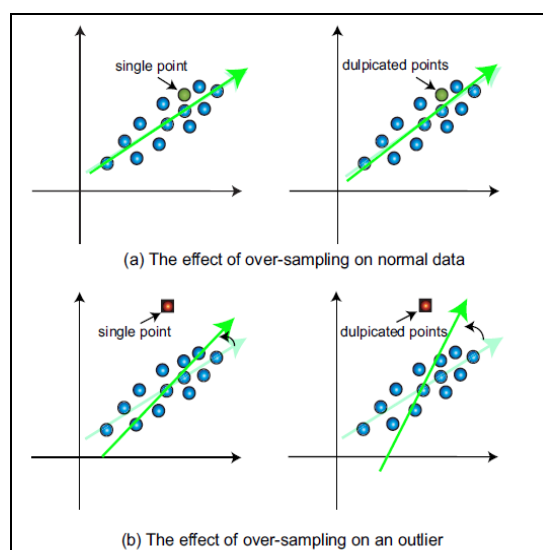 single point
dulpicated points
(a) The effect of over-sampling on normal data
single point
dulpicated points
(b) The effect of over-sampling on an outlier